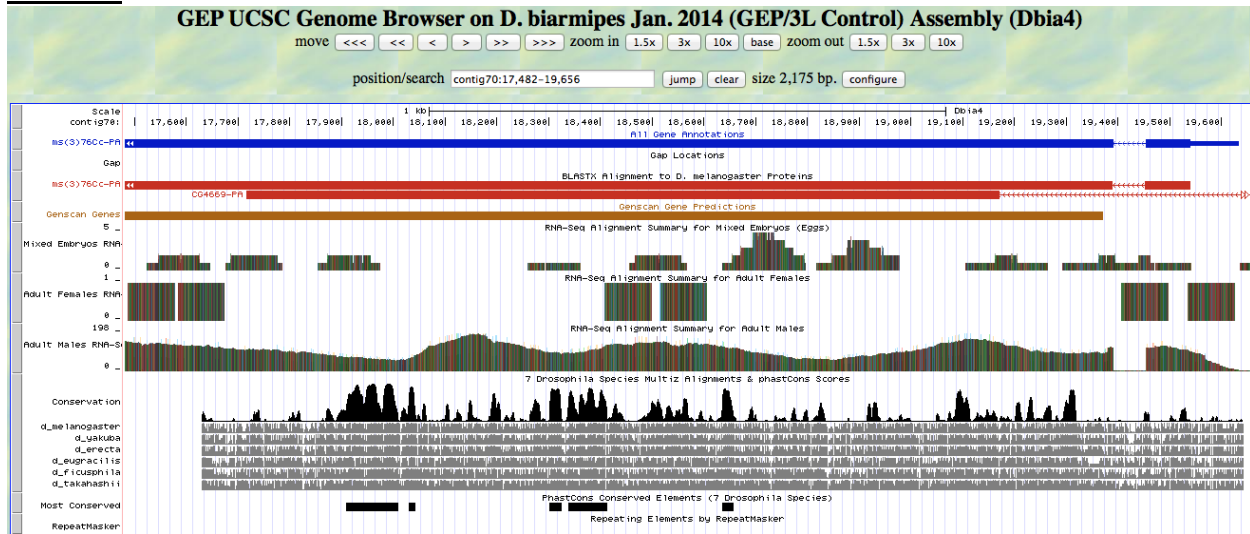 GEP UCSC Genome Browser on D. biarmipes Jan. 2014 (GEP/3L Control) Assembly (Dbia4)
move <<< << < > >> >>> zoom in 1.5x 3x 10x base zoom out 1.5x 3x 10x
position/search contig70:17,482-19,656 jump clear size 2,175 bp. configure
Scale 1 kb Dbia4
contig70: 17,600 17,700 17,800 17,900 18,000 18,100 18,200 18,300 18,400 18,500 18,600 18,700 18,800 18,900 19,000 19,100 19,200 19,300 19,400 19,500 19,600
All Gene Annotations
ms(3)76Cc-PA
Gap Locations
Gap
BLASTX Alignment to D. melanogaster Proteins
ms(3)76Cc-PA
CG4669-PA
Genscan Gene Predictions
Genscan Genes
RNA-Seq Alignment Summary for Mixed Embryos (Eggs)
5 _
Mixed Embryos RNA-
0 _
RNA-Seq Alignment Summary for Adult Females
1 _
Adult Females RNA-
0 _
RNA-Seq Alignment Summary for Adult Males
198 _
Adult Males RNA-S
0 _
7 Drosophila Species Multiz Alignments & phastCons Scores
Conservation
d_melanogaster
d_yakuba
d_erecta
d_eugracilis
d_ficusphila
d_takahashii
PhastCons Conserved Elements (7 Drosophila Species)
Most Conserved
Repeating Elements by RepeatMasker
RepeatMasker